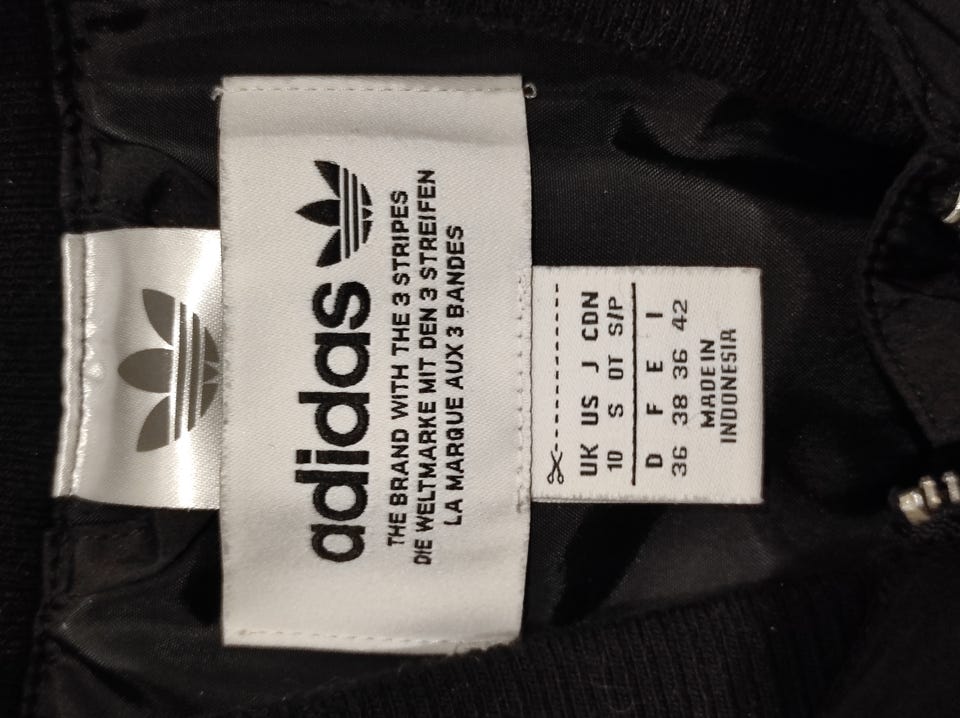 adidas
THE BRAND WITH THE 3 STRIPES
DIE WELTMARKE MIT DEN 3 STREIFEN
LA MARQUE AUX 3 BANDES
UK US J CDN
10 S OT S/P
D F E I
36 38 36 42
MADE IN
INDONESIA